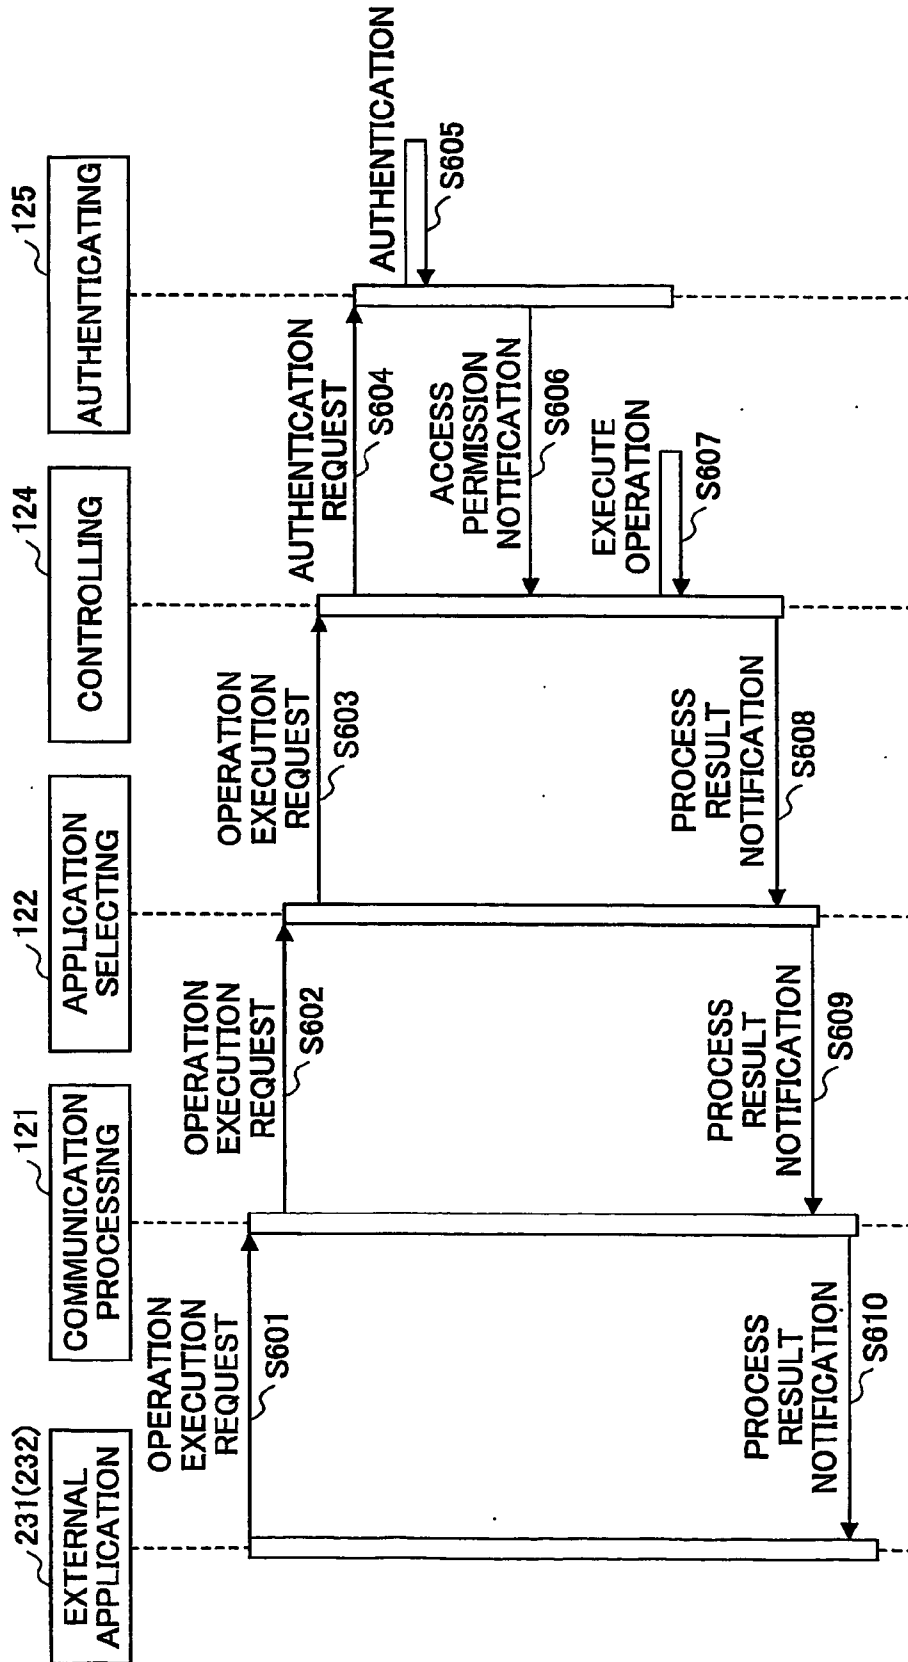 231(232)
EXTERNAL
APPLICATION
121
COMMUNICATION
PROCESSING
122
APPLICATION
SELECTING
124
CONTROLLING
125
AUTHENTICATING
OPERATION
EXECUTION
REQUEST
S601
OPERATION
EXECUTION
REQUEST
S602
OPERATION
EXECUTION
REQUEST
S603
AUTHENTICATION
REQUEST
S604
AUTHENTICATION
S605
ACCESS
PERMISSION
NOTIFICATION
S606
EXECUTE
OPERATION
S607
PROCESS
RESULT
NOTIFICATION
S608
PROCESS
RESULT
NOTIFICATION
S609
PROCESS
RESULT
NOTIFICATION
S610